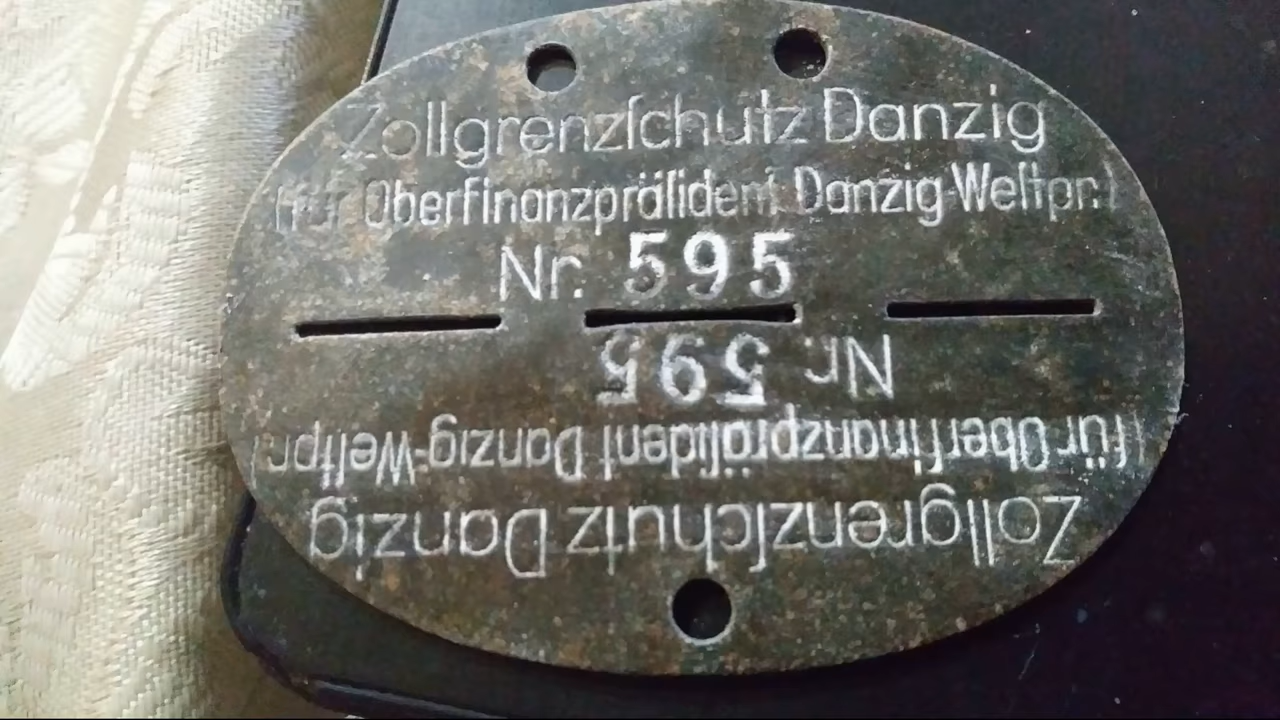 Zollgrenzſchutz Danzig
(für Oberfinanzpräſident Danzig-Weſtpr.)
Nr. 595
Nr. 595
(für Oberfinanzpräſident Danzig-Weſtpr.)
Zollgrenzſchutz Danzig